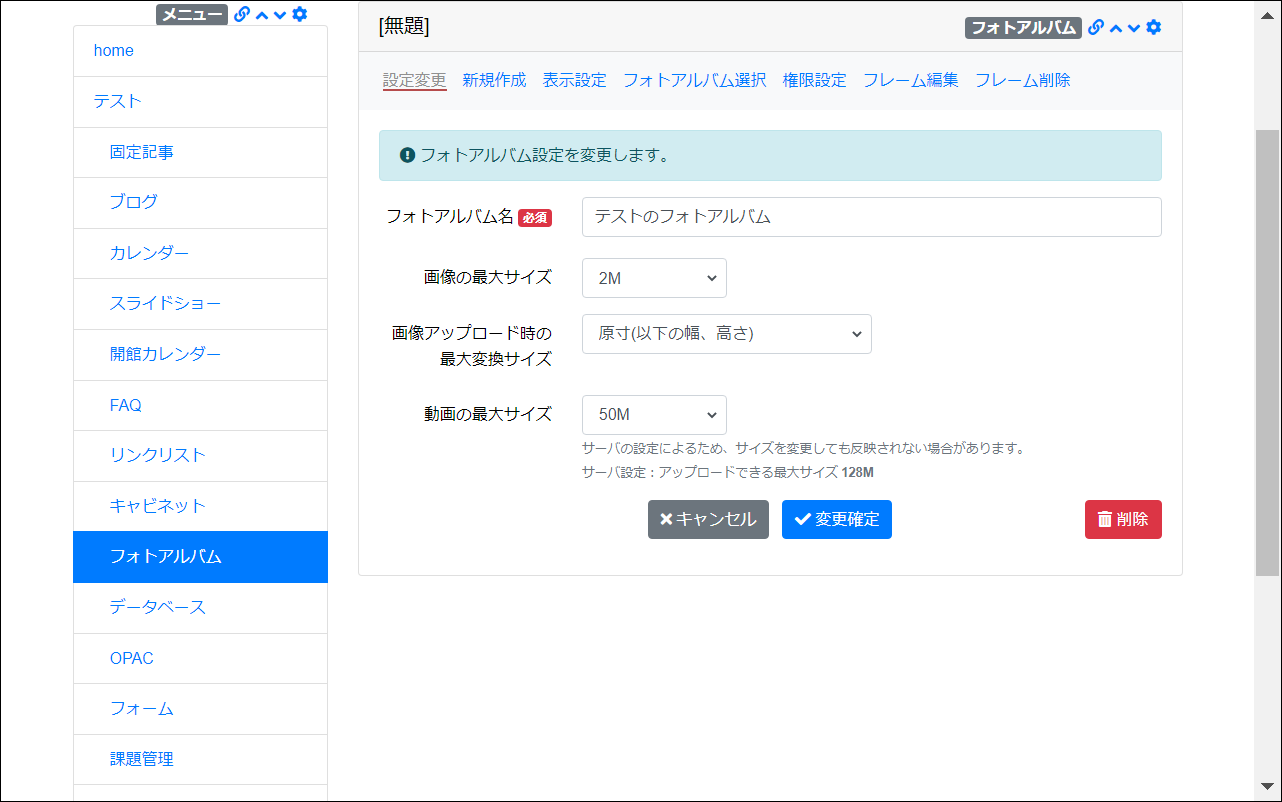 メニュー
home
テスト
固定記事
ブログ
カレンダー
スライドショー
開館カレンダー
FAQ
リンクリスト
キャビネット
フォトアルバム
データベース
OPAC
フォーム
課題管理
[無題]
フォトアルバム
設定変更 新規作成 表示設定 フォトアルバム選択 権限設定 フレーム編集 フレーム削除
フォトアルバム設定を変更します。
フォトアルバム名 必須 テストのフォトアルバム
画像の最大サイズ 2M
画像アップロード時の
最大変換サイズ
原寸(以下の幅、高さ)
動画の最大サイズ 50M
サーバの設定によるため、サイズを変更しても反映されない場合があります。
サーバ設定：アップロードできる最大サイズ 128M
キャンセル 変更確定 削除